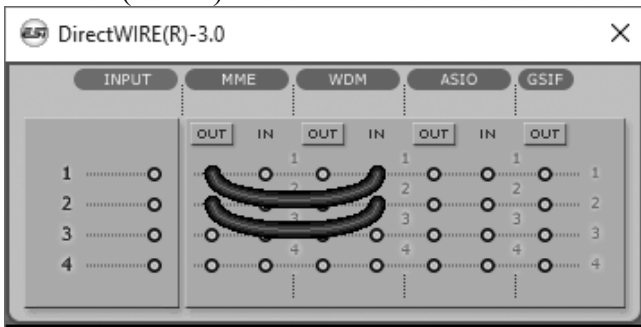 ESI DirectWIRE(R)-3.0
INPUT MME WDM ASIO GSIF
OUT IN OUT IN OUT IN OUT
1 1 1 1 1
2 2 2 2 2
3 3 3 3 3
4 4 4 4 4